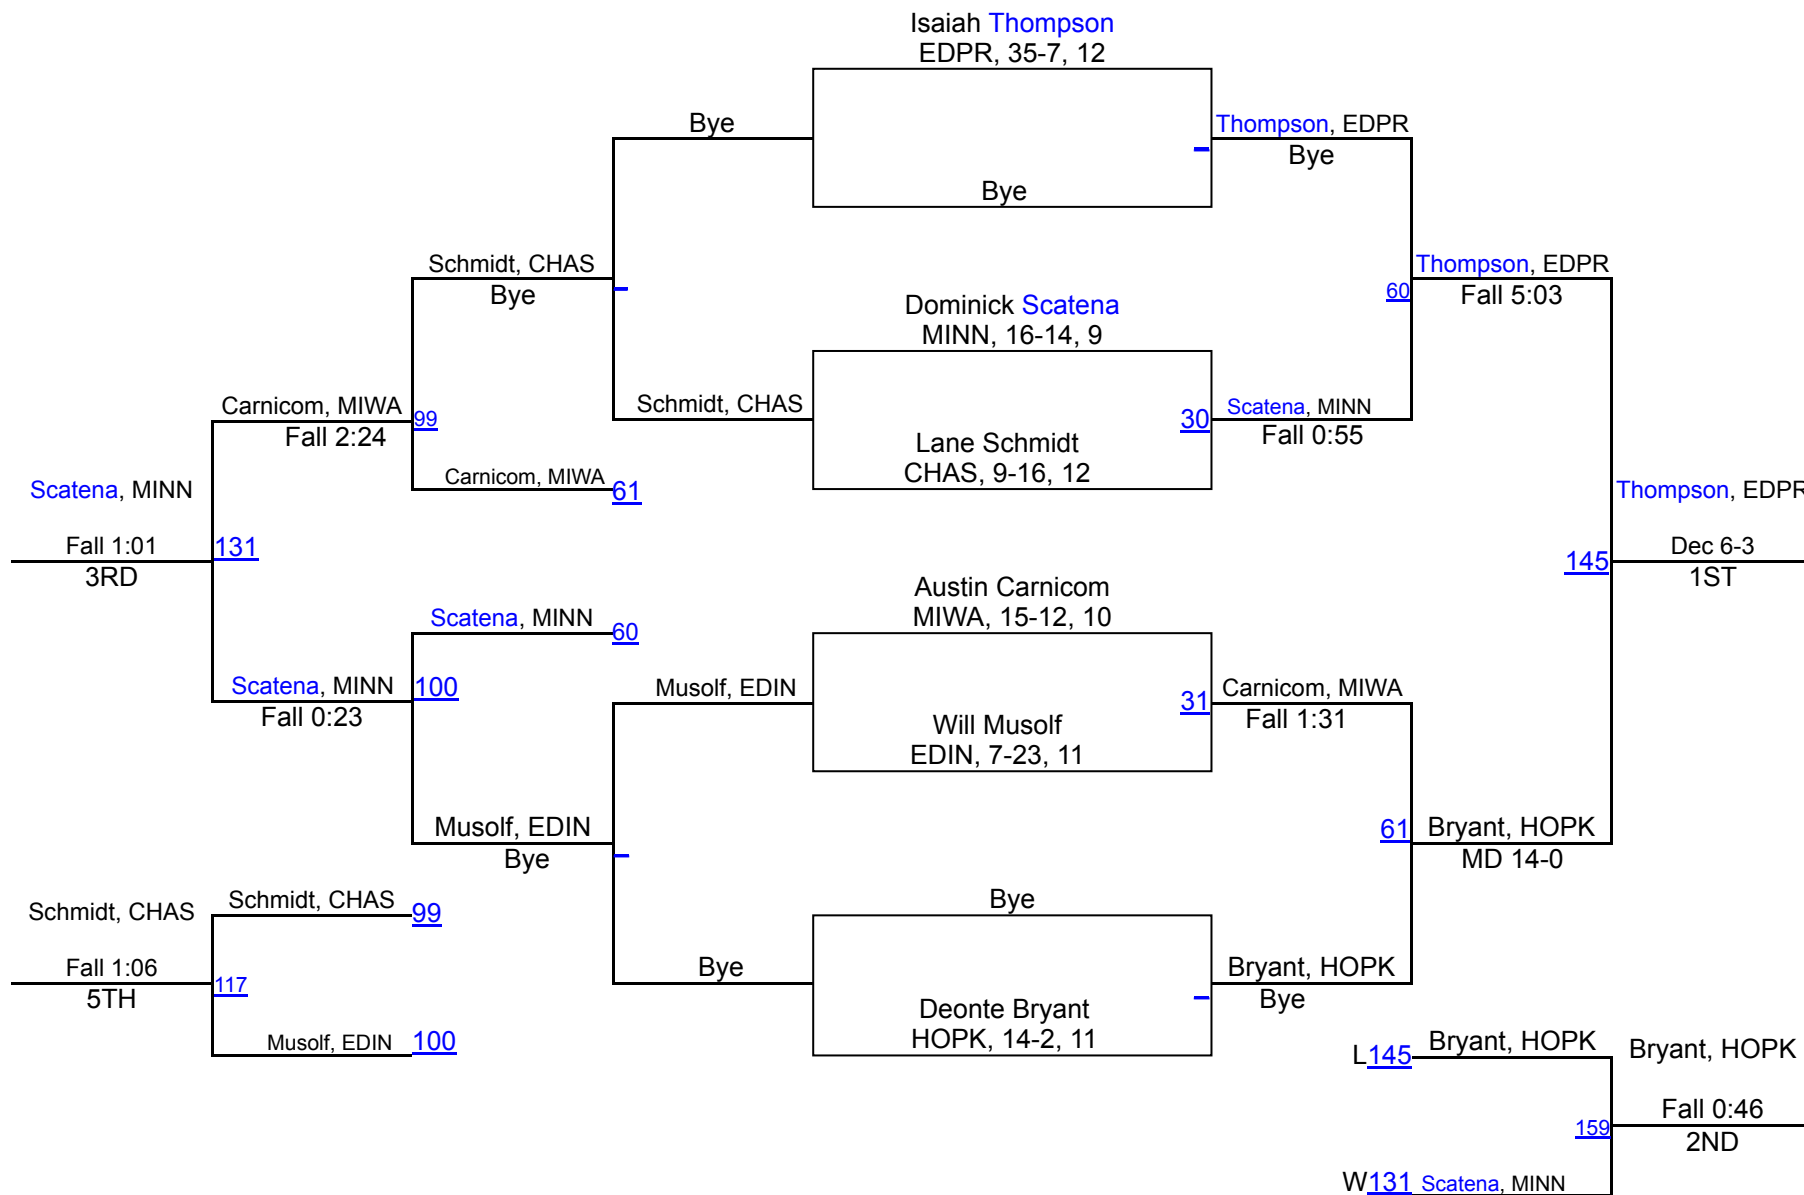 Isaiah Thompson
EDPR, 35-7, 12
Bye
Thompson, EDPR
Bye
Bye
Schmidt, CHAS
Bye
Thompson, EDPR
60
Fall 5:03
Dominick Scatena
MINN, 16-14, 9
Carnicom, MIWA
99
Fall 2:24
Schmidt, CHAS
30
Scatena, MINN
Fall 0:55
Lane Schmidt
CHAS, 9-16, 12
Carnicom, MIWA
61
Scatena, MINN
Thompson, EDPR
Fall 1:01
131
3RD
145
Dec 6-3
1ST
Austin Carnicom
MIWA, 15-12, 10
Scatena, MINN
60
Scatena, MINN
100
Fall 0:23
Musolf, EDIN
31
Carnicom, MIWA
Fall 1:31
Will Musolf
EDIN, 7-23, 11
Musolf, EDIN
Bye
61
Bryant, HOPK
MD 14-0
Schmidt, CHAS
Schmidt, CHAS
99
Bye
Fall 1:06
117
5TH
Bye
Bryant, HOPK
Bye
Deonte Bryant
HOPK, 14-2, 11
Musolf, EDIN
100
L145
Bryant, HOPK
Bryant, HOPK
159
Fall 0:46
2ND
W131
Scatena, MINN